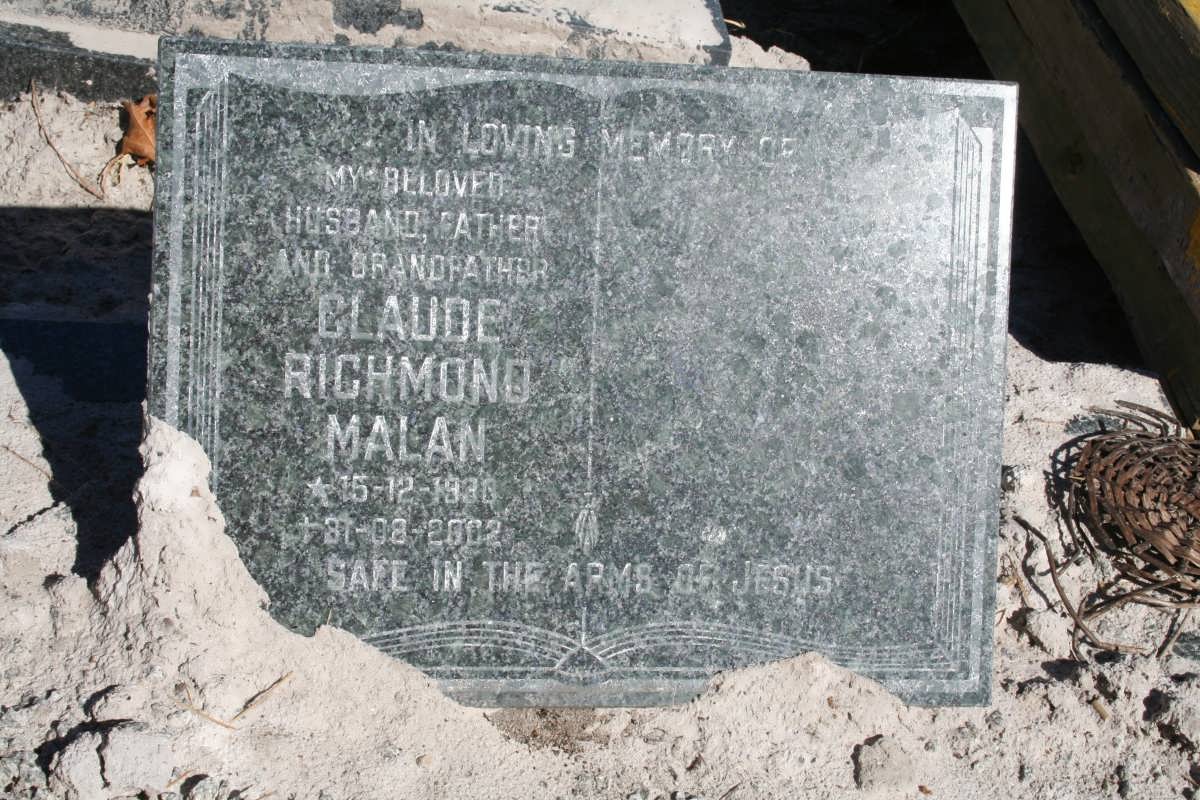 IN LOVING MEMORY OF
MY BELOVED
HUSBAND, FATHER
AND GRANDFATHER
CLAUDE
RICHMOND
MALAN
★15-12-1936
†31-08-2002
SAFE IN THE ARMS OF JESUS